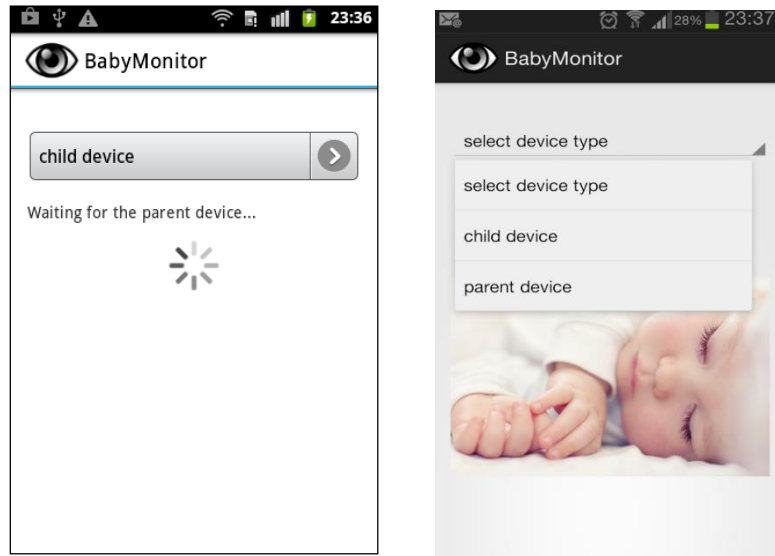 23:36
BabyMonitor
child device
Waiting for the parent device...
28% 23:37
BabyMonitor
select device type
select device type
child device
parent device